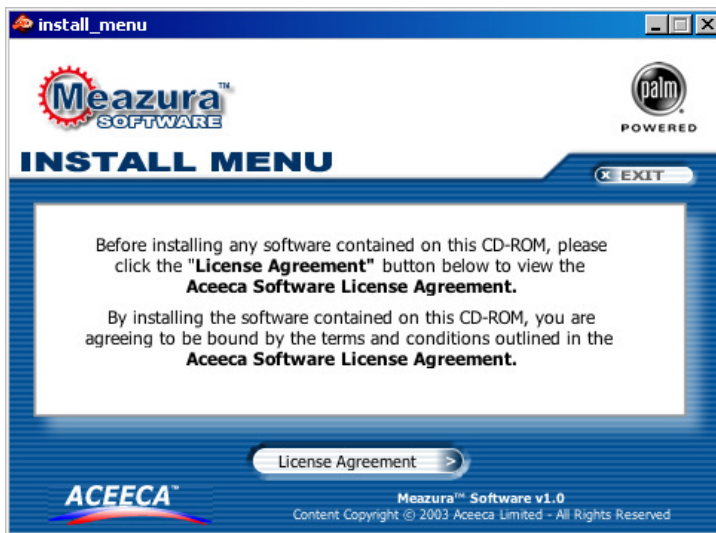 install_menu
Meazura™
SOFTWARE
palm
POWERED
INSTALL MENU
X EXIT
Before installing any software contained on this CD-ROM, please
click the "License Agreement" button below to view the
Aceeca Software License Agreement.
By installing the software contained on this CD-ROM, you are
agreeing to be bound by the terms and conditions outlined in the
Aceeca Software License Agreement.
License Agreement >
ACEECA™
Meazura™ Software v1.0
Content Copyright © 2003 Aceeca Limited - All Rights Reserved